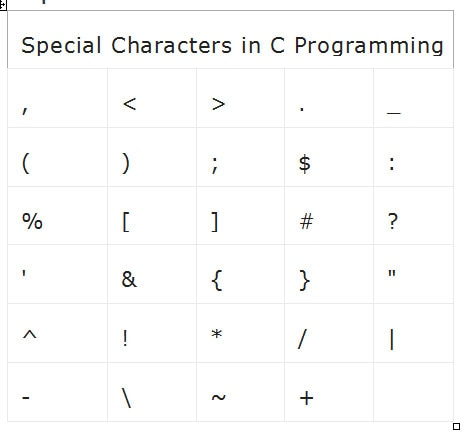 Special Characters in C Programming
, < > . _
( ) ; $ :
% [ ] # ?
' & { } "
^ ! * / |
- \ ~ +